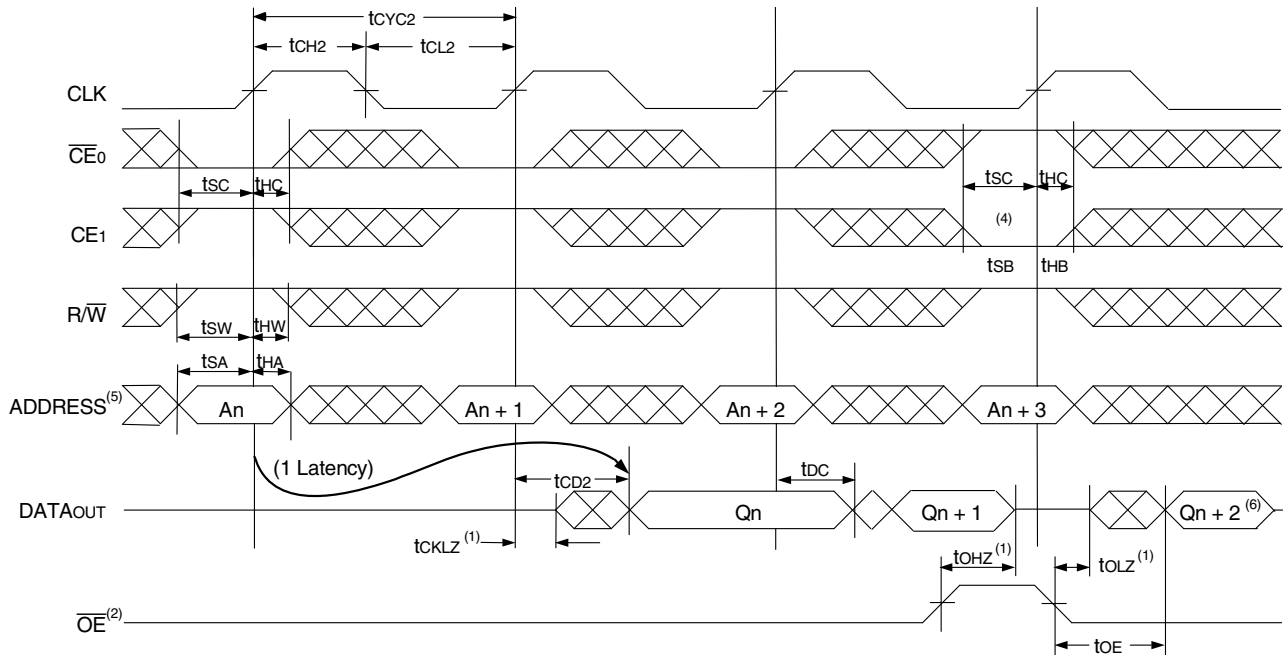 tCYC2
tCH2 tCL2
CLK
CE0
tSC tHC tSC tHC
CE1 (4)
tSB tHB
R/W
tSW tHW
tSA tHA
ADDRESS(5) An An + 1 An + 2 An + 3
(1 Latency)
tCD2 tDC
DATAOUT Qn Qn + 1 Qn + 2 (6)
tCKLZ (1)
tOHZ (1) tOLZ (1)
OE(2)
tOE